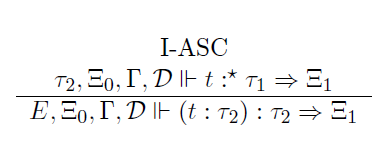 I-ASC
τ₂, Ξ₀, Γ, 𝒟 ⊩ t :⋆ τ₁ ⇒ Ξ₁
E, Ξ₀, Γ, 𝒟 ⊩ (t : τ₂) : τ₂ ⇒ Ξ₁